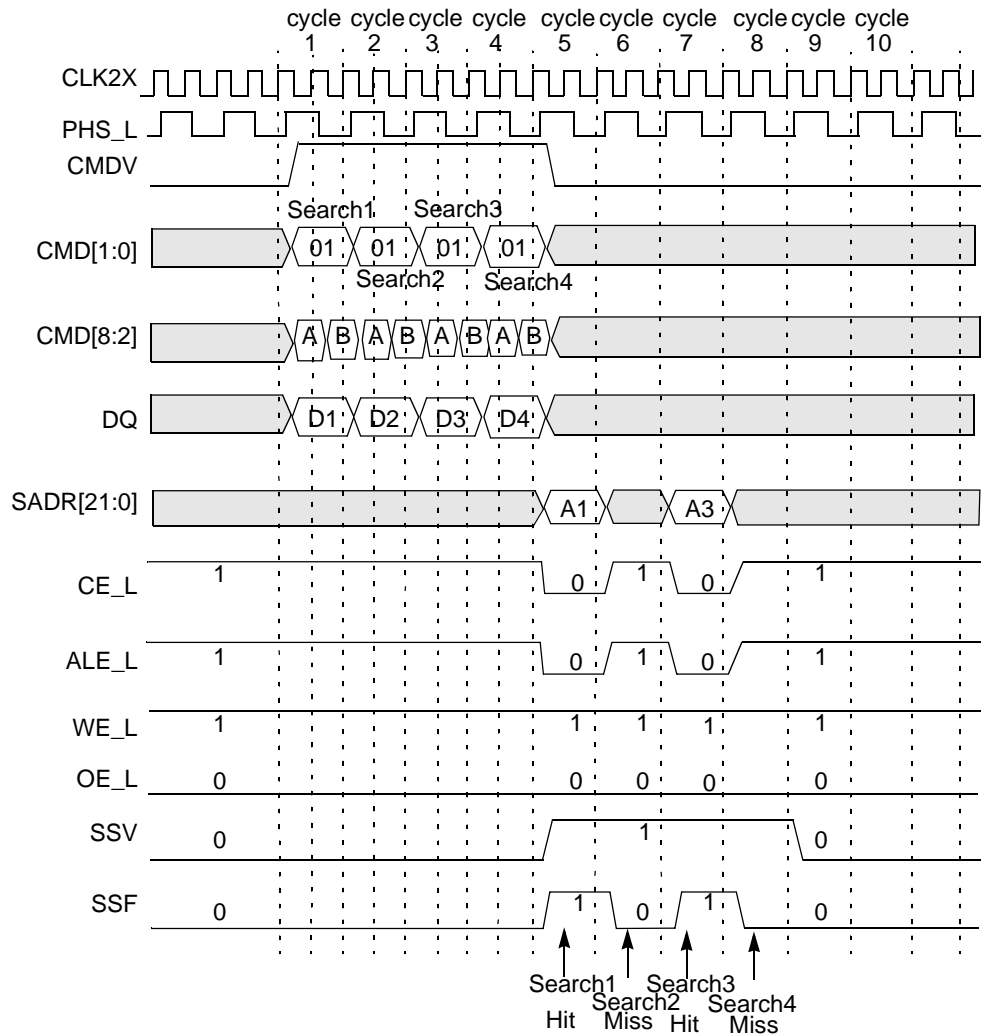 cycle cycle cycle cycle cycle cycle cycle cycle cycle cycle
1 2 3 4 5 6 7 8 9 10
CLK2X
PHS_L
CMDV
Search1 Search3
CMD[1:0] 01 01 01 01
Search2 Search4
CMD[8:2] A B A B A B A B
DQ D1 D2 D3 D4
SADR[21:0] A1 A3
CE_L 1 0 1 0 1
ALE_L 1 0 1 0 1
WE_L 1 1 1 1 1
OE_L 0 0 0 0 0
SSV 0 1 0
SSF 0 1 0 1 0
Search1 Search2 Search3 Search4
Hit Miss Hit Miss